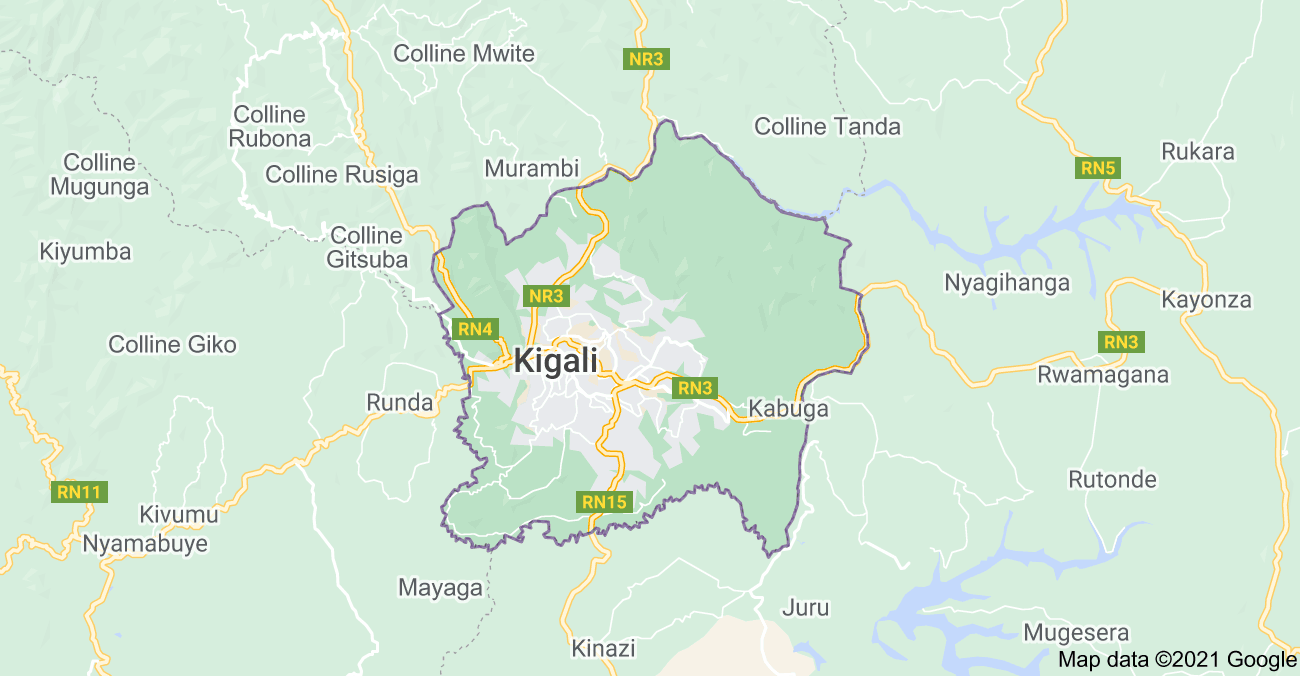 Colline Mwite
NR3
Colline
Rubona
Colline Tanda
Colline
Mugunga
Colline Rusiga
Murambi
RN5
Rukara
Kiyumba
Colline
Gitsuba
NR3
Nyagihanga
Kayonza
RN4
Colline Giko
Kigali
RN3
Rwamagana
RN3
Runda
Kabuga
RN11
RN15
Rutonde
Kivumu
Nyamabuye
Mayaga
Juru
Kinazi
Mugesera
Map data ©2021 Google